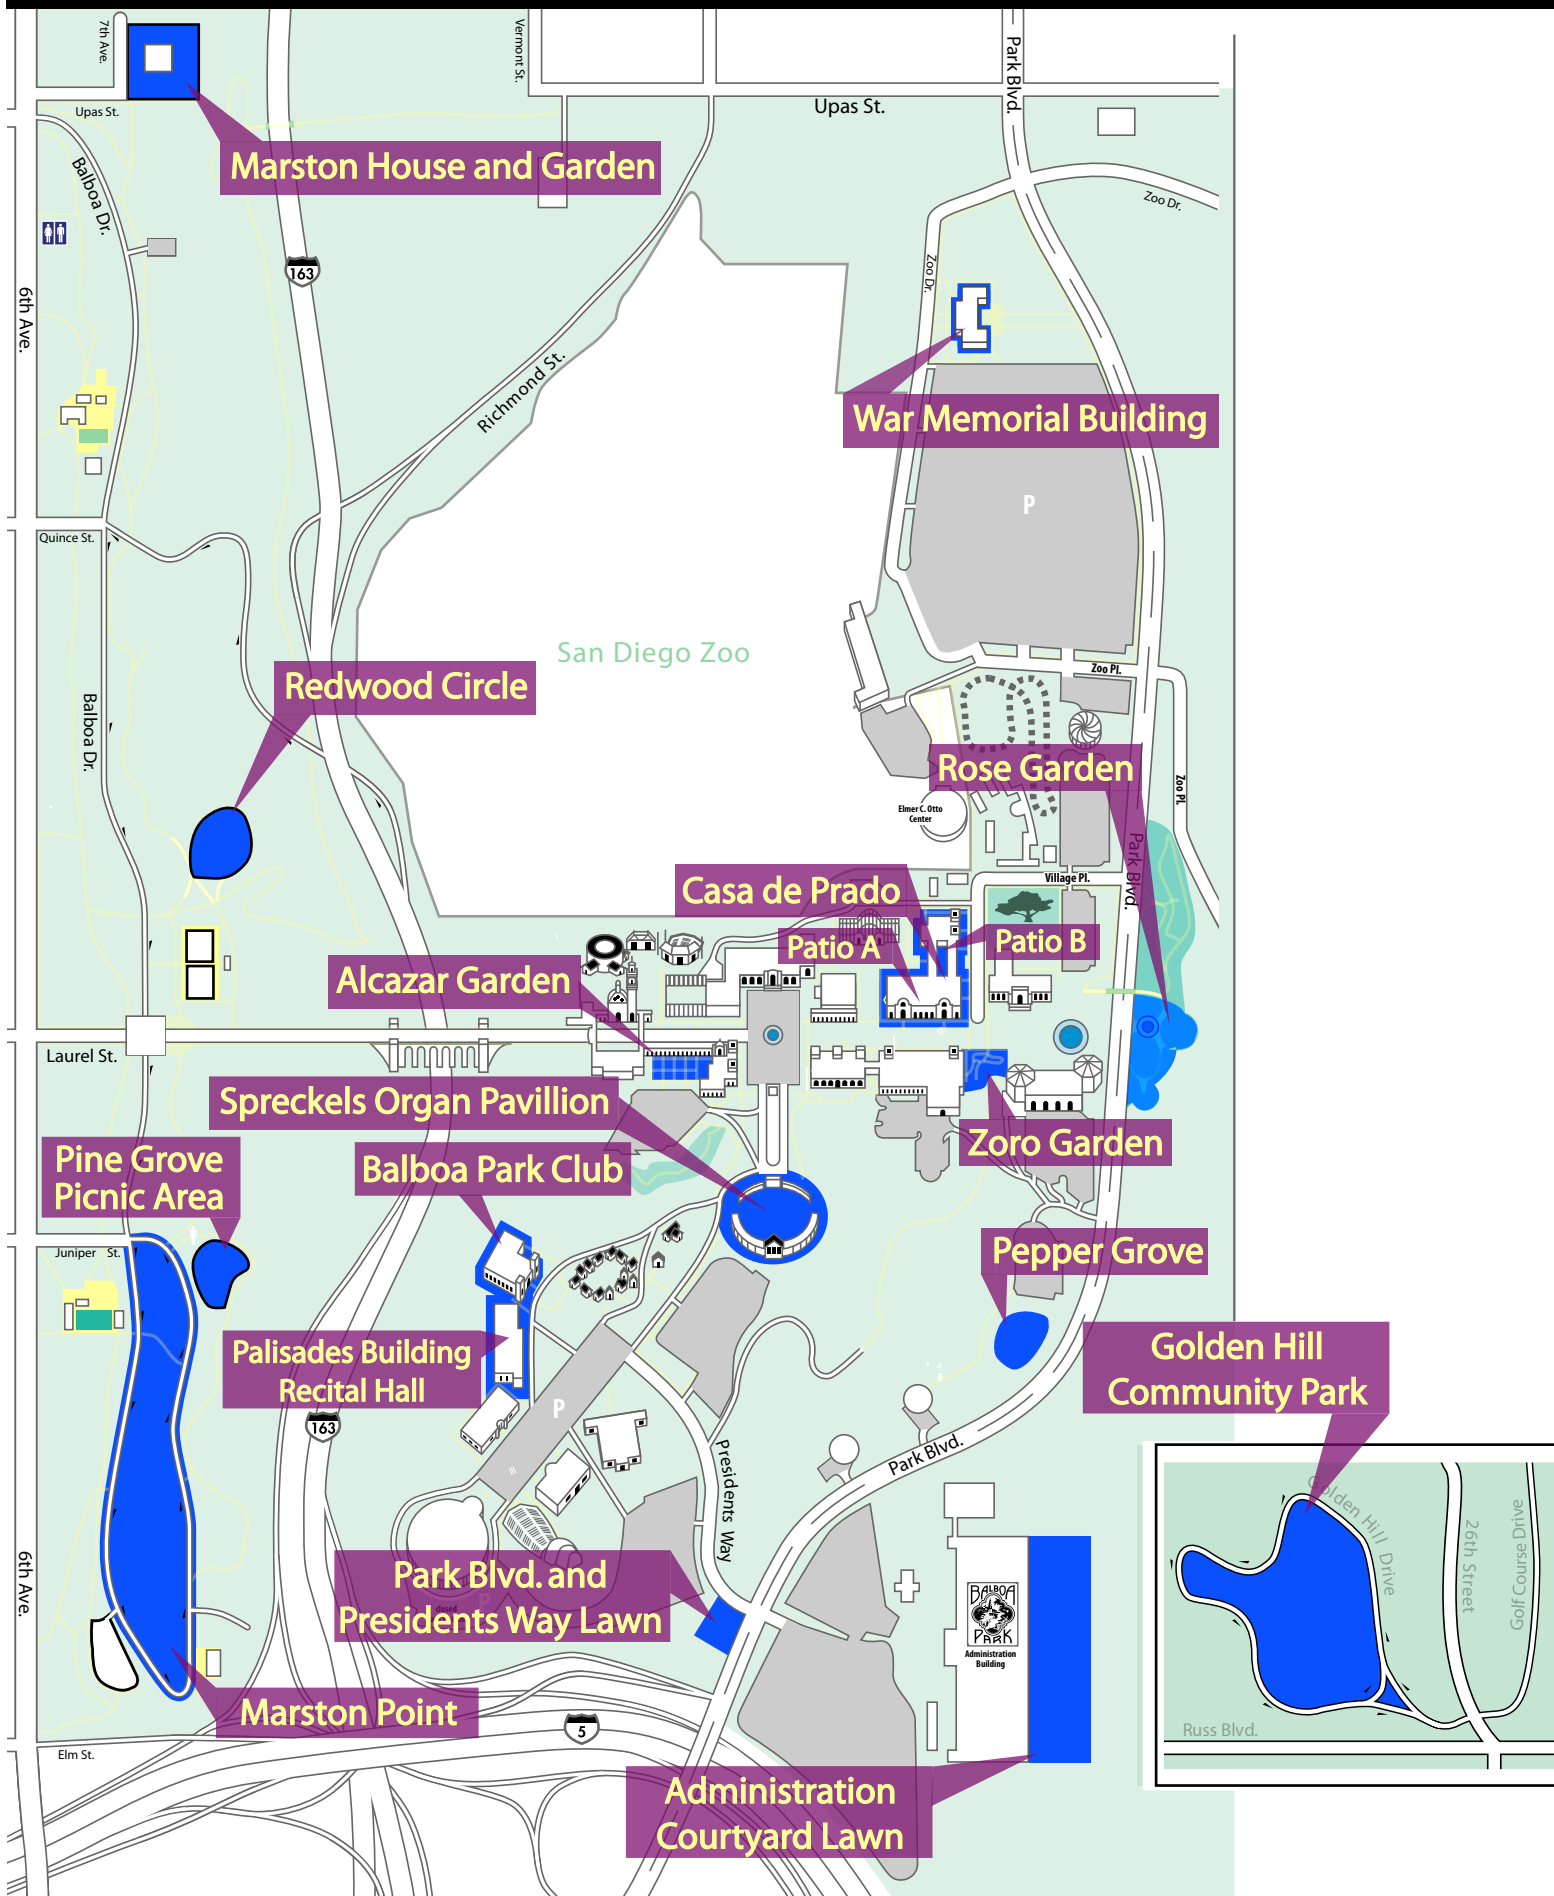 7th Ave.
Vermont St.
Park Blvd.
Upas St.
Upas St.
Marston House and Garden
Balboa Dr.
Zoo Dr.
Zoo Dr.
163
6th Ave.
Richmond St.
War Memorial Building
P
Quince St.
San Diego Zoo
Zoo Pl.
Redwood Circle
Balboa Dr.
Rose Garden
Zoo Pl.
Elmer C. Otto
Center
Park Blvd.
Village Pl.
Casa de Prado
Patio A
Patio B
Alcazar Garden
Laurel St.
Spreckels Organ Pavillion
Zoro Garden
Pine Grove
Picnic Area
Balboa Park Club
Juniper St.
Pepper Grove
Palisades Building
Recital Hall
Golden Hill
Community Park
P
163
Presidents Way
Park Blvd.
Golden Hill Drive
26th Street
Golf Course Drive
6th Ave.
Park Blvd. and
Presidents Way Lawn
closed
P
BALBOA
PARK
Administration
Building
Marston Point
5
Russ Blvd.
Elm St.
Administration
Courtyard Lawn